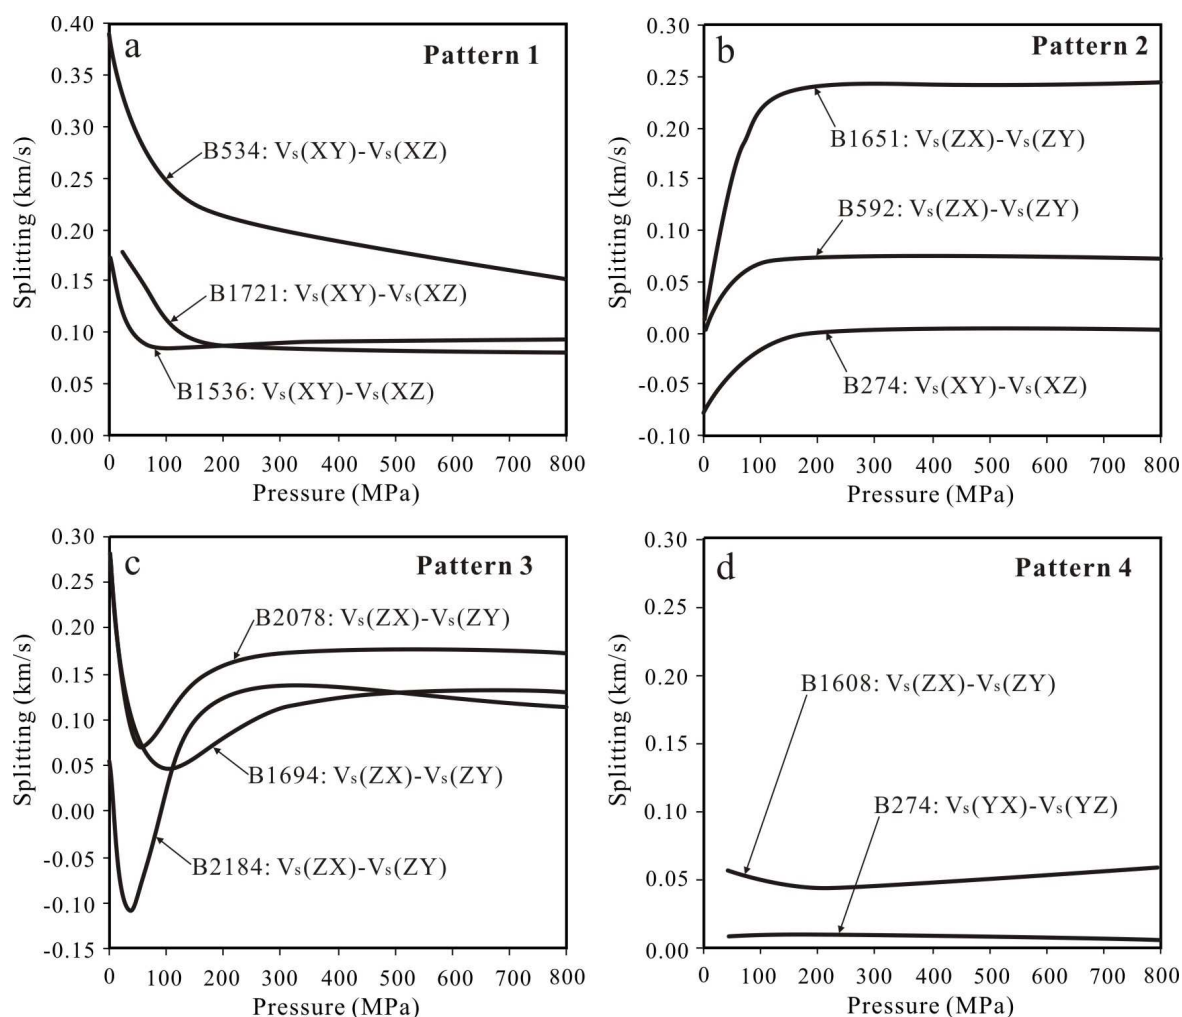 a
Pattern 1
0.40
0.35
0.30
0.25
0.20
0.15
0.10
0.05
0.00
Splitting (km/s)
B534: Vs(XY)-Vs(XZ)
B1721: Vs(XY)-Vs(XZ)
B1536: Vs(XY)-Vs(XZ)
0 100 200 300 400 500 600 700 800
Pressure (MPa)
b
Pattern 2
0.30
0.25
0.20
0.15
0.10
0.05
0.00
-0.05
-0.10
Splitting (km/s)
B1651: Vs(ZX)-Vs(ZY)
B592: Vs(ZX)-Vs(ZY)
B274: Vs(XY)-Vs(XZ)
0 100 200 300 400 500 600 700 800
Pressure (MPa)
c
Pattern 3
0.30
0.25
0.20
0.15
0.10
0.05
0.00
-0.05
-0.10
-0.15
Splitting (km/s)
B2078: Vs(ZX)-Vs(ZY)
B1694: Vs(ZX)-Vs(ZY)
B2184: Vs(ZX)-Vs(ZY)
0 100 200 300 400 500 600 700 800
Pressure (MPa)
d
Pattern 4
0.30
0.25
0.20
0.15
0.10
0.05
0.00
Splitting (km/s)
B1608: Vs(ZX)-Vs(ZY)
B274: Vs(YX)-Vs(YZ)
0 100 200 300 400 500 600 700 800
Pressure (MPa)